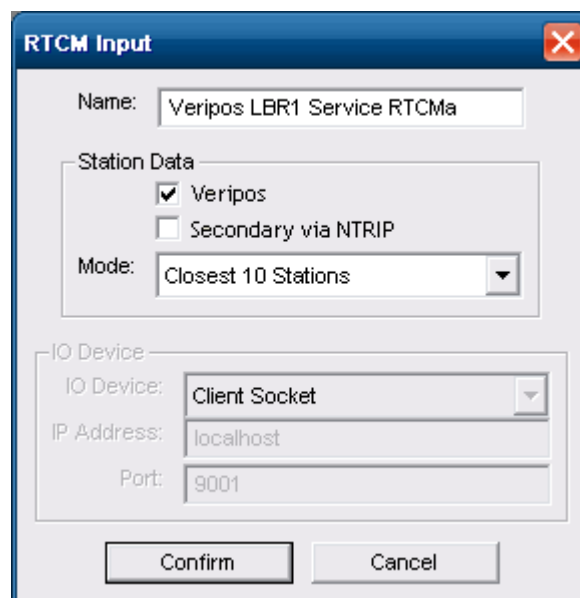 RTCM Input
Name: Veripos LBR1 Service RTCMa
Station Data
Veripos
Secondary via NTRIP
Mode: Closest 10 Stations
IO Device
IO Device: Client Socket
IP Address: localhost
Port: 9001
Confirm Cancel